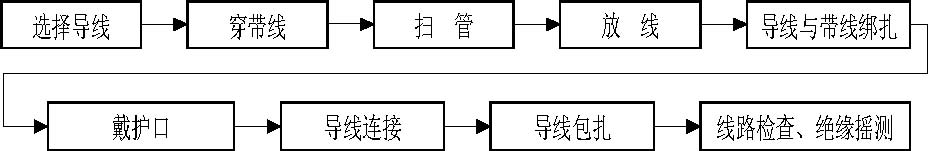 选择导线
穿带线
扫 管
放 线
导线与带线绑扎
戴护口
导线连接
导线包扎
线路检查、绝缘摇测